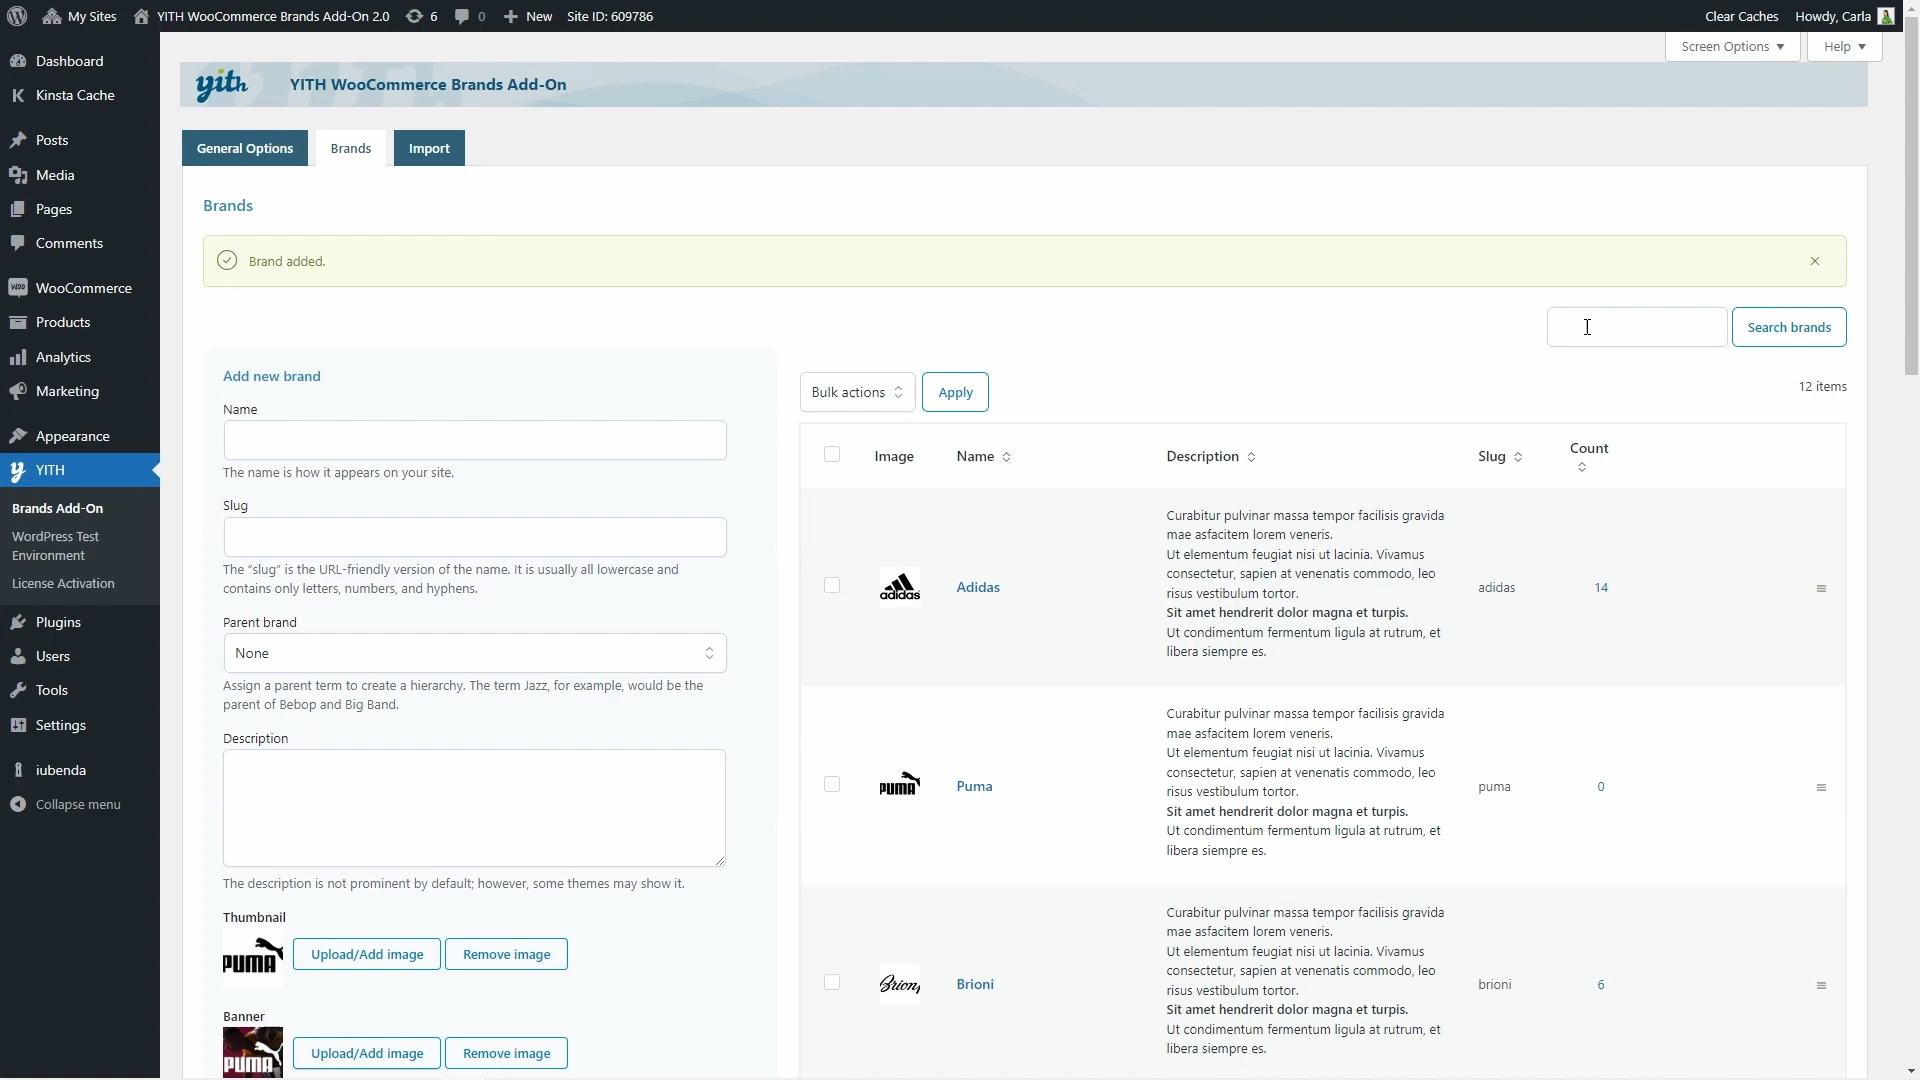 My Sites
YITH WooCommerce Brands Add-On 2.0
6
0
New
Site ID: 609786
Clear Caches
Howdy, Carla
Screen Options
Help
Dashboard
Kinsta Cache
Posts
Media
Pages
Comments
WooCommerce
Products
Analytics
Marketing
Appearance
YITH
Brands Add-On
WordPress Test
Environment
License Activation
Plugins
Users
Tools
Settings
iubenda
Collapse menu
yith
YITH WooCommerce Brands Add-On
General Options
Brands
Import
Brands
Brand added.
Search brands
Add new brand
Name
The name is how it appears on your site.
Slug
The “slug” is the URL-friendly version of the name. It is usually all lowercase and
contains only letters, numbers, and hyphens.
Parent brand
None
Assign a parent term to create a hierarchy. The term Jazz, for example, would be the
parent of Bebop and Big Band.
Description
The description is not prominent by default; however, some themes may show it.
Thumbnail
PUMA
Upload/Add image
Remove image
Banner
PUMA
Upload/Add image
Remove image
Bulk actions
Apply
12 items
Image
Name
Description
Slug
Count
adidas
Adidas
Curabitur pulvinar massa tempor facilisis gravida
mae asfacitem lorem veneris.
Ut elementum feugiat nisi ut lacinia. Vivamus
consectetur, sapien at venenatis commodo, leo
risus vestibulum tortor.
Sit amet hendrerit dolor magna et turpis.
Ut condimentum fermentum ligula at rutrum, et
libera siempre es.
adidas
14
PUMA
Puma
Curabitur pulvinar massa tempor facilisis gravida
mae asfacitem lorem veneris.
Ut elementum feugiat nisi ut lacinia. Vivamus
consectetur, sapien at venenatis commodo, leo
risus vestibulum tortor.
Sit amet hendrerit dolor magna et turpis.
Ut condimentum fermentum ligula at rutrum, et
libera siempre es.
puma
0
Brioni
Brioni
Curabitur pulvinar massa tempor facilisis gravida
mae asfacitem lorem veneris.
Ut elementum feugiat nisi ut lacinia. Vivamus
consectetur, sapien at venenatis commodo, leo
risus vestibulum tortor.
Sit amet hendrerit dolor magna et turpis.
Ut condimentum fermentum ligula at rutrum, et
libera siempre es.
brioni
6